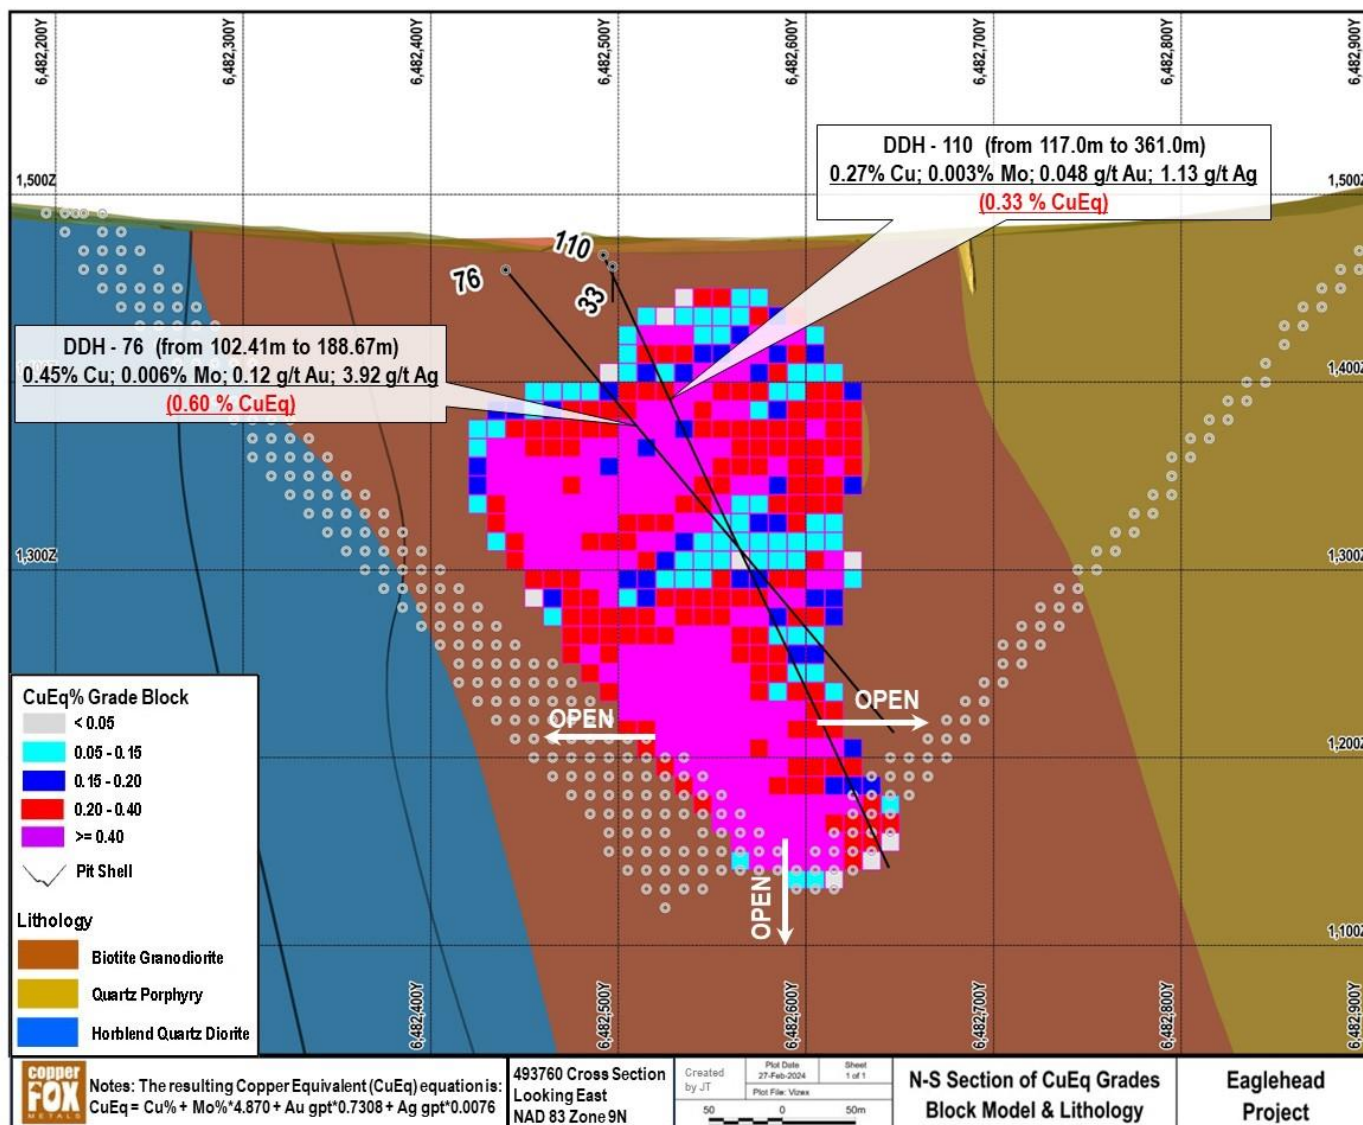 6,482,200Y
6,482,300Y
6,482,400Y
6,482,500Y
6,482,600Y
6,482,700Y
6,482,800Y
6,482,900Y
1,500Z
1,500Z
DDH - 110 (from 117.0m to 361.0m)
0.27% Cu; 0.003% Mo; 0.048 g/t Au; 1.13 g/t Ag
(0.33 % CuEq)
110
76
33
DDH - 76 (from 102.41m to 188.67m)
0.45% Cu; 0.006% Mo; 0.12 g/t Au; 3.92 g/t Ag
(0.60 % CuEq)
1,400Z
1,300Z
1,300Z
CuEq% Grade Block
< 0.05
0.05 - 0.15
0.15 - 0.20
0.20 - 0.40
>= 0.40
Pit Shell
Lithology
Biotite Granodiorite
Quartz Porphyry
Horblend Quartz Diorite
OPEN
OPEN
OPEN
1,200Z
1,100Z
6,482,400Y
6,482,500Y
6,482,600Y
6,482,700Y
6,482,800Y
6,482,900Y
copper
FOX
METALS
Notes: The resulting Copper Equivalent (CuEq) equation is:
CuEq = Cu% + Mo%*4.870 + Au gpt*0.7308 + Ag gpt*0.0076
493760 Cross Section
Looking East
NAD 83 Zone 9N
Created
by JT
Plot Date
27-Feb-2024
Sheet
1 of 1
Plot File: Vizex
50 0 50m
N-S Section of CuEq Grades
Block Model & Lithology
Eaglehead
Project